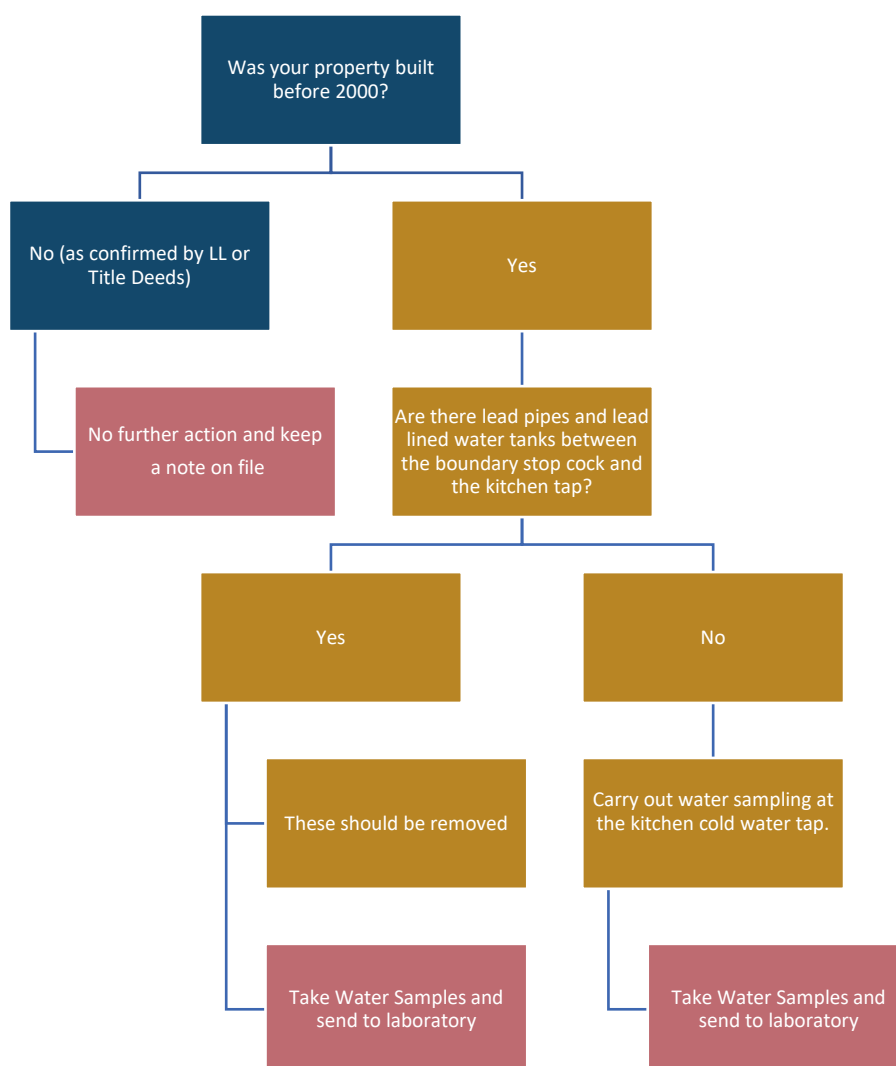 Was your property built
before 2000?
No (as confirmed by LL or
Title Deeds)
Yes
No further action and keep
a note on file
Are there lead pipes and lead
lined water tanks between
the boundary stop cock and
the kitchen tap?
Yes
No
These should be removed
Carry out water sampling at
the kitchen cold water tap.
Take Water Samples and
send to laboratory
Take Water Samples and
send to laboratory